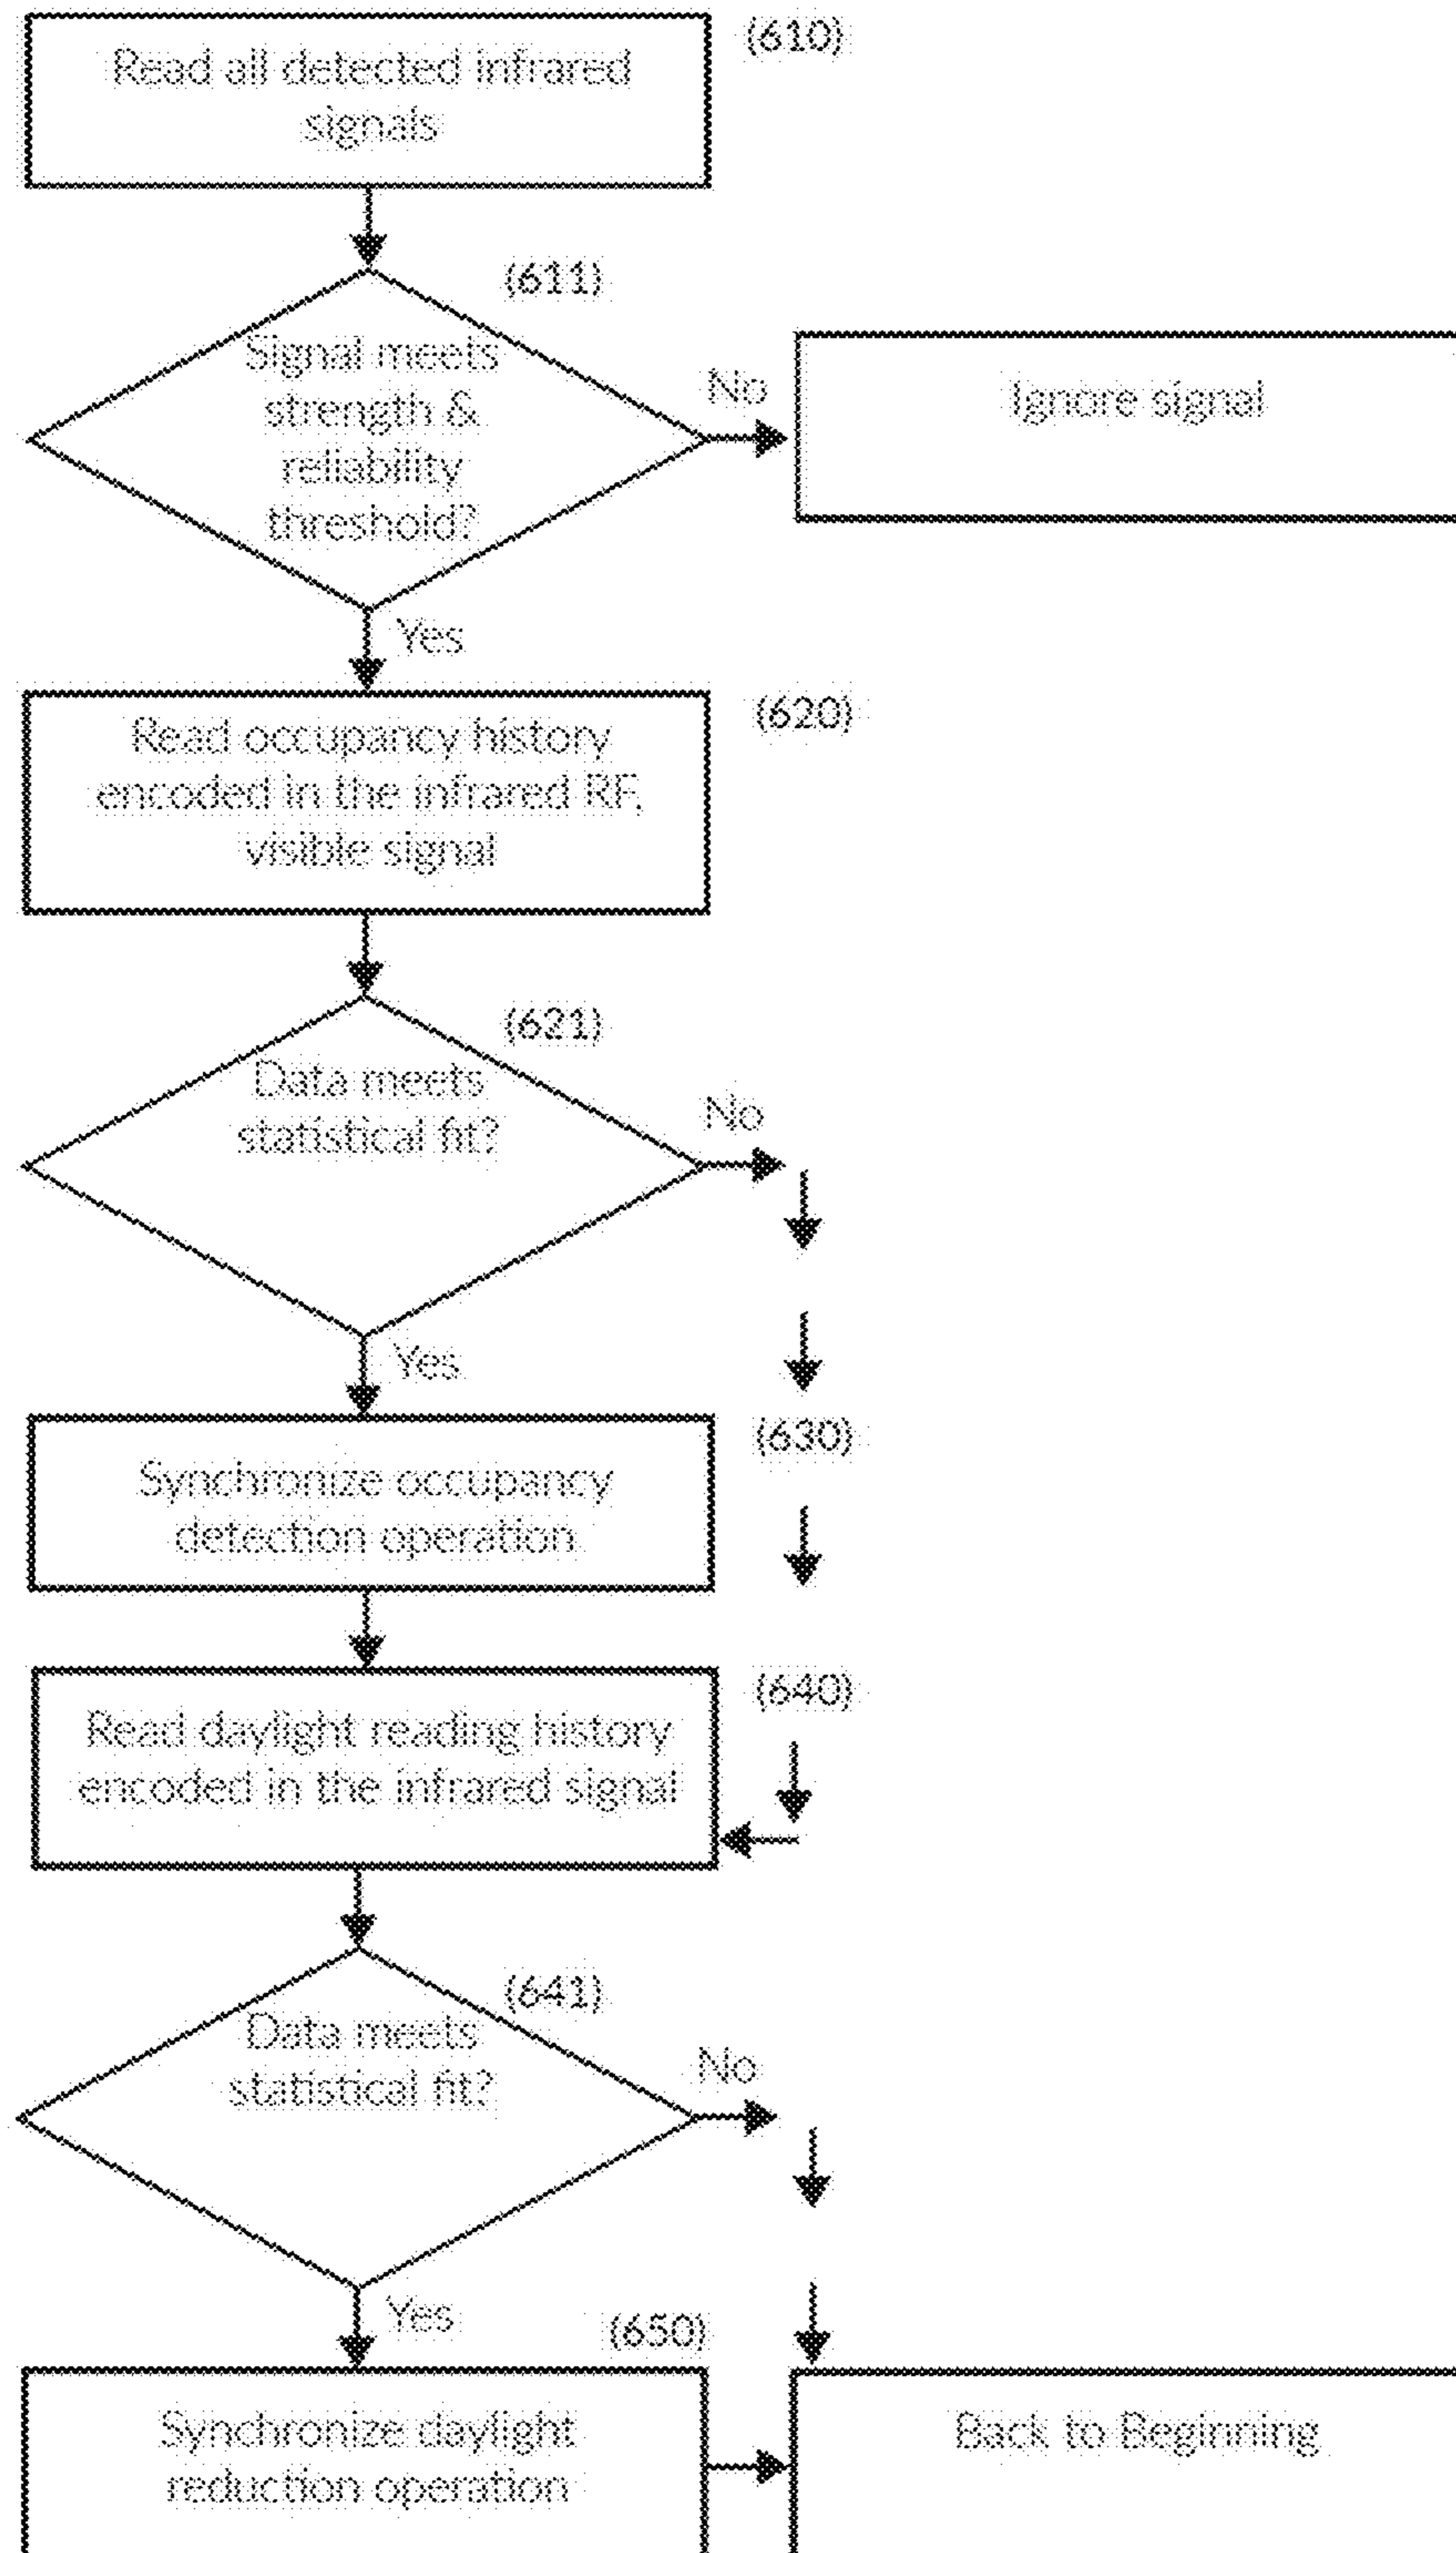 (610)
Read all detected infrared
signals
(611)
Signal meets
strength &
reliability
threshold?
No
Ignore signal
Yes
(620)
Read occupancy history
encoded in the infrared RF,
visible signal
(621)
Data meets
statistical fit?
No
Yes
(630)
Synchronize occupancy
detection operation
(640)
Read daylight reading history
encoded in the infrared signal
(641)
Data meets
statistical fit?
No
Yes
(650)
Synchronize daylight
reduction operation
Back to Beginning